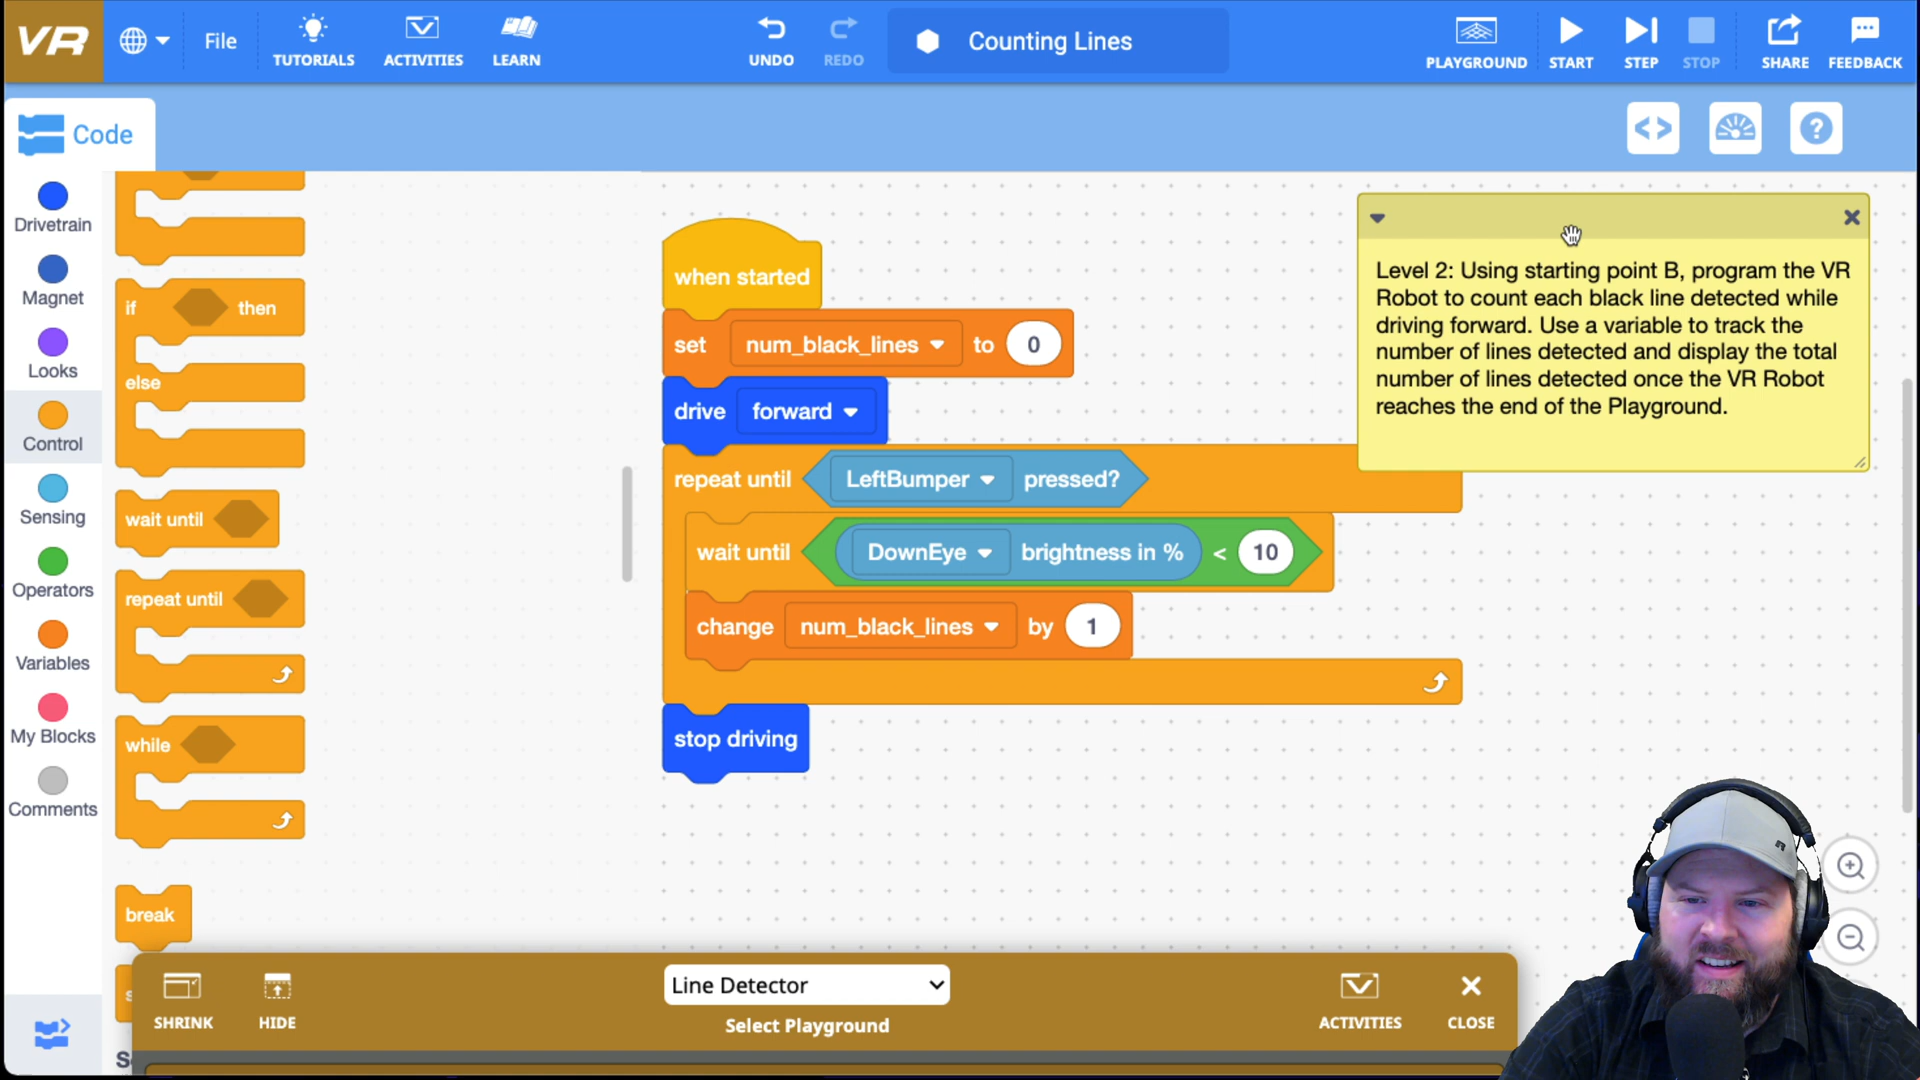 VR
File
TUTORIALS
ACTIVITIES
LEARN
UNDO
REDO
Counting Lines
PLAYGROUND
START
STEP
STOP
SHARE
FEEDBACK
Code
Drivetrain
Magnet
Looks
Control
Sensing
Operators
Variables
My Blocks
Comments
if then
else
wait until
repeat until
while
break
when started
set num_black_lines to 0
drive forward
repeat until LeftBumper pressed?
wait until DownEye brightness in % < 10
change num_black_lines by 1
stop driving
Level 2: Using starting point B, program the VR
Robot to count each black line detected while
driving forward. Use a variable to track the
number of lines detected and display the total
number of lines detected once the VR Robot
reaches the end of the Playground.
SHRINK
HIDE
Line Detector
Select Playground
ACTIVITIES
CLOSE